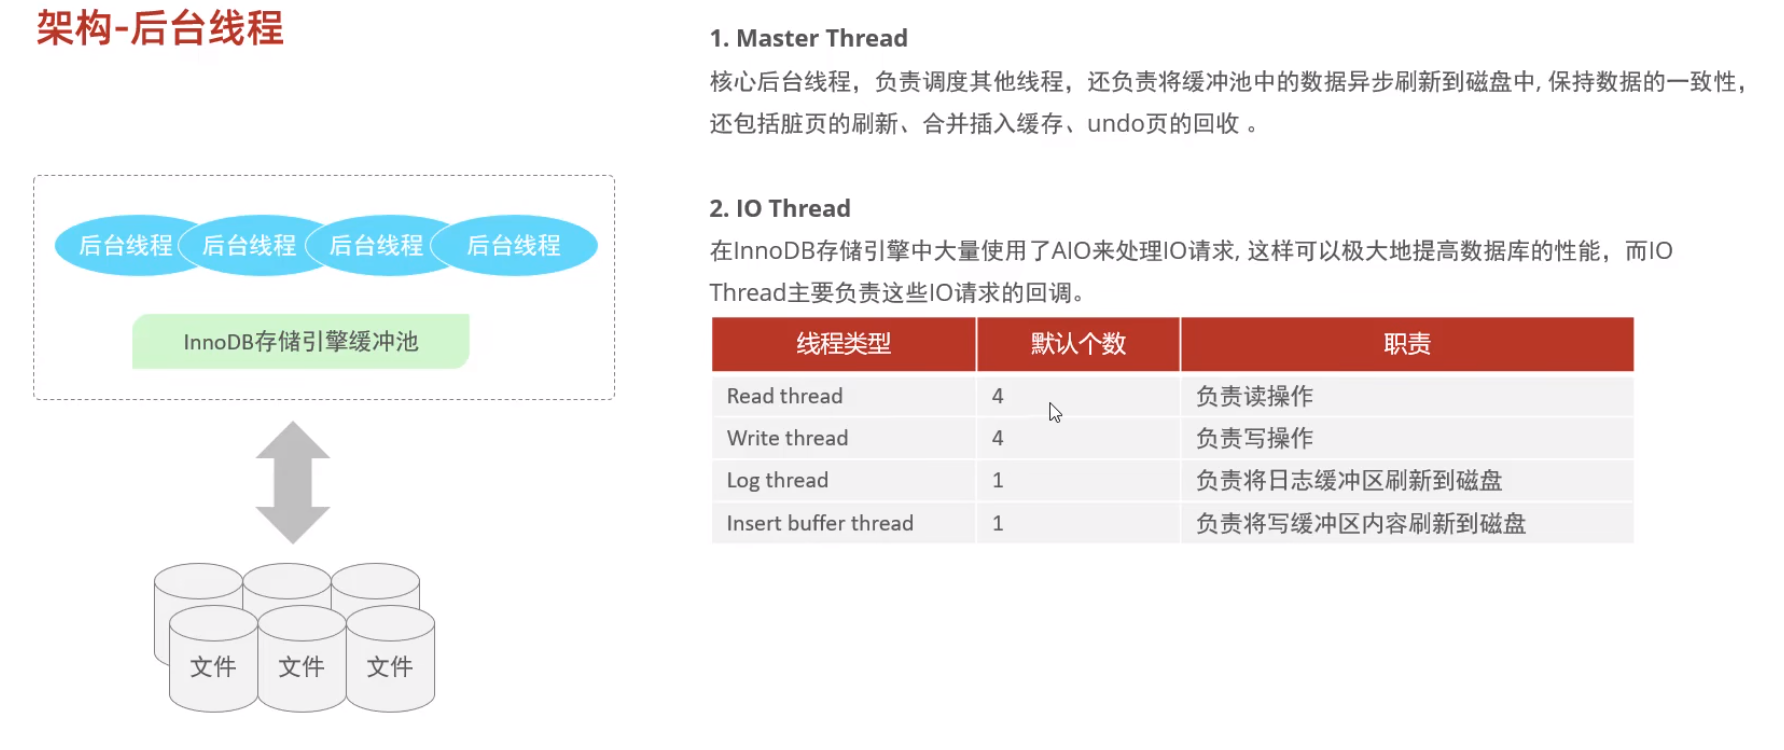 架构-后台线程
后台线程 后台线程 后台线程 后台线程
InnoDB存储引擎缓冲池
文件 文件 文件
1. Master Thread
核心后台线程，负责调度其他线程，还负责将缓冲池中的数据异步刷新到磁盘中, 保持数据的一致性，
还包括脏页的刷新、合并插入缓存、undo页的回收 。
2. IO Thread
在InnoDB存储引擎中大量使用了AIO来处理IO请求, 这样可以极大地提高数据库的性能，而IO
Thread主要负责这些IO请求的回调。
线程类型 默认个数 职责
Read thread 4 负责读操作
Write thread 4 负责写操作
Log thread 1 负责将日志缓冲区刷新到磁盘
Insert buffer thread 1 负责将写缓冲区内容刷新到磁盘